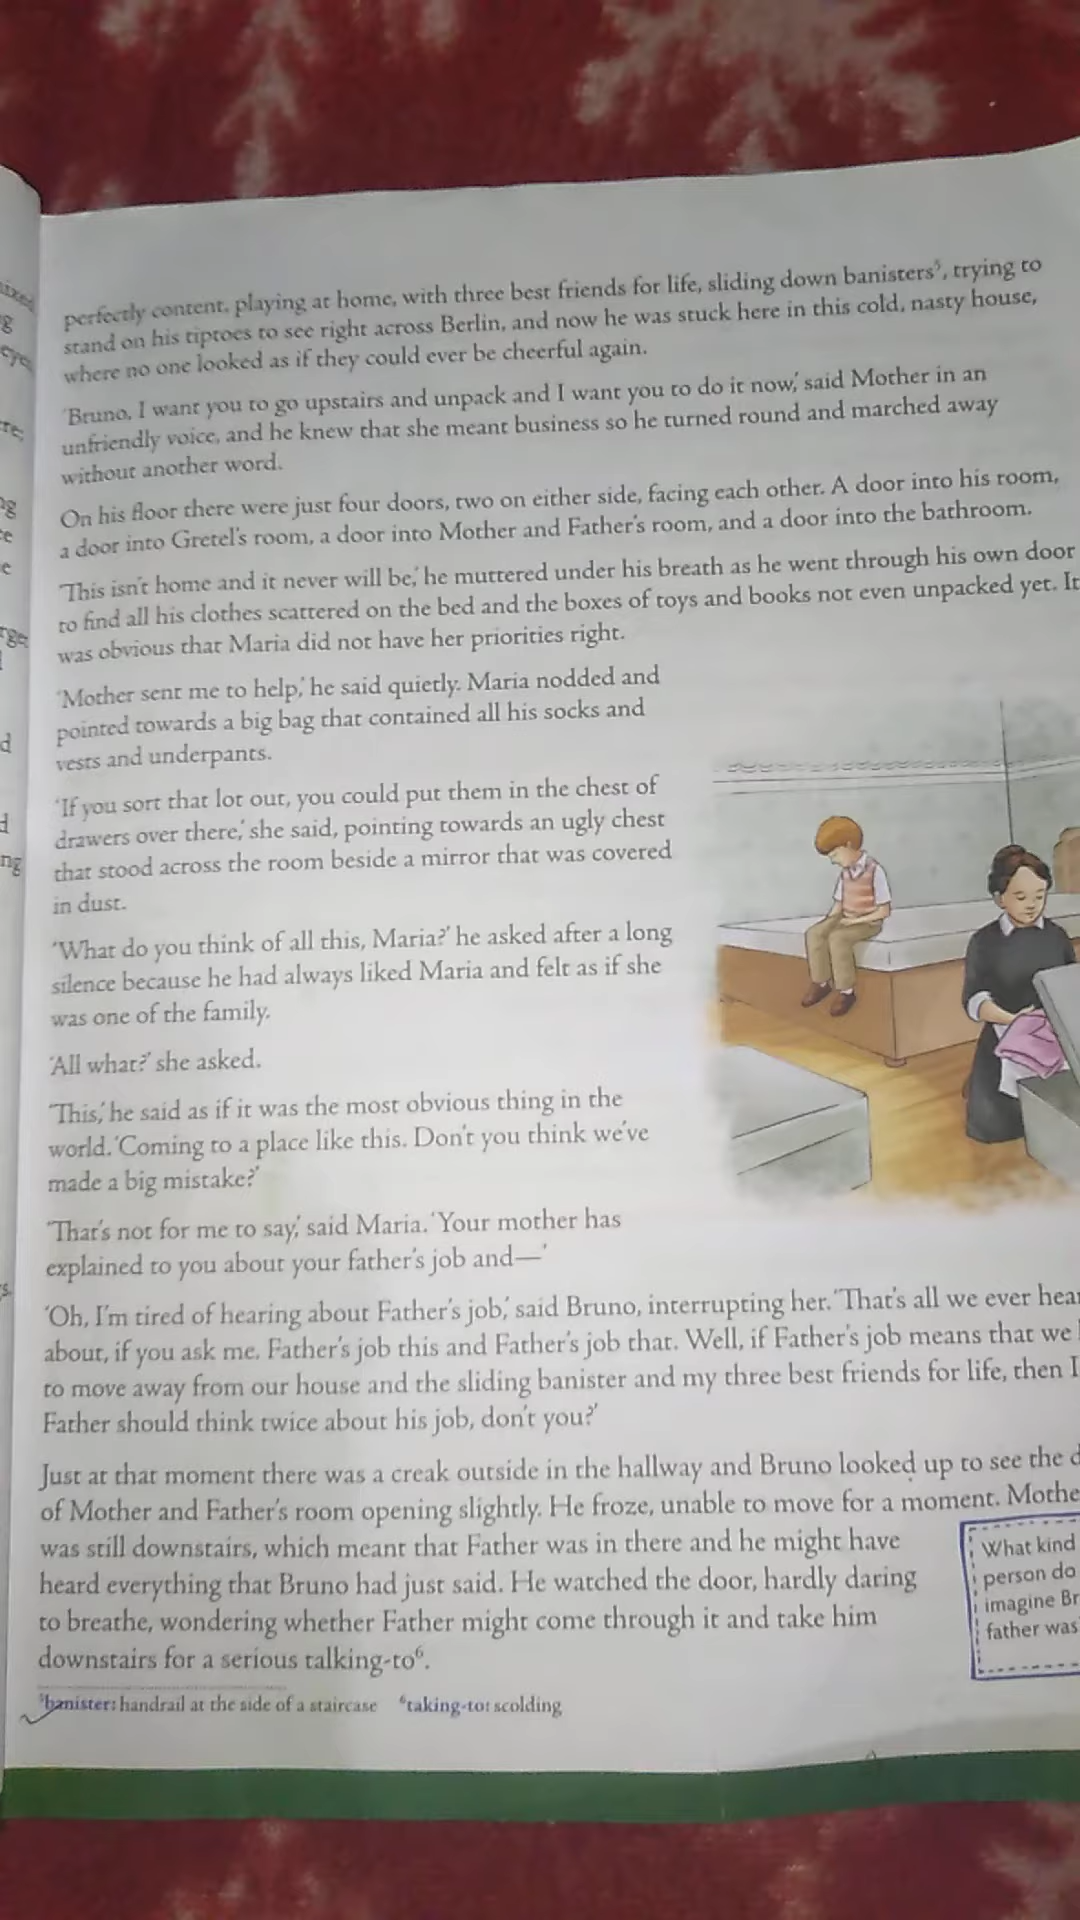 perfectly content, playing at home, with three best friends for life, sliding down banisters⁵, trying to
stand on his tiptoes to see right across Berlin, and now he was stuck here in this cold, nasty house,
where no one looked as if they could ever be cheerful again.
'Bruno, I want you to go upstairs and unpack and I want you to do it now,' said Mother in an
unfriendly voice, and he knew that she meant business so he turned round and marched away
without another word.
On his floor there were just four doors, two on either side, facing each other. A door into his room,
a door into Gretel's room, a door into Mother and Father's room, and a door into the bathroom.
'This isn't home and it never will be,' he muttered under his breath as he went through his own door
to find all his clothes scattered on the bed and the boxes of toys and books not even unpacked yet. It
was obvious that Maria did not have her priorities right.
'Mother sent me to help,' he said quietly. Maria nodded and
pointed towards a big bag that contained all his socks and
vests and underpants.
'If you sort that lot out, you could put them in the chest of
drawers over there,' she said, pointing towards an ugly chest
that stood across the room beside a mirror that was covered
in dust.
'What do you think of all this, Maria?' he asked after a long
silence because he had always liked Maria and felt as if she
was one of the family.
'All what?' she asked.
'This,' he said as if it was the most obvious thing in the
world. 'Coming to a place like this. Don't you think we've
made a big mistake?'
'That's not for me to say,' said Maria. 'Your mother has
explained to you about your father's job and—'
'Oh, I'm tired of hearing about Father's job,' said Bruno, interrupting her. 'That's all we ever hear
about, if you ask me. Father's job this and Father's job that. Well, if Father's job means that we
to move away from our house and the sliding banister and my three best friends for life, then I
Father should think twice about his job, don't you?'
Just at that moment there was a creak outside in the hallway and Bruno looked up to see the
of Mother and Father's room opening slightly. He froze, unable to move for a moment. Mothe
was still downstairs, which meant that Father was in there and he might have
heard everything that Bruno had just said. He watched the door, hardly daring
to breathe, wondering whether Father might come through it and take him
downstairs for a serious talking-to⁶.
What kind
person do
imagine Br
father was
⁵banister: handrail at the side of a staircase ⁶taking-to: scolding